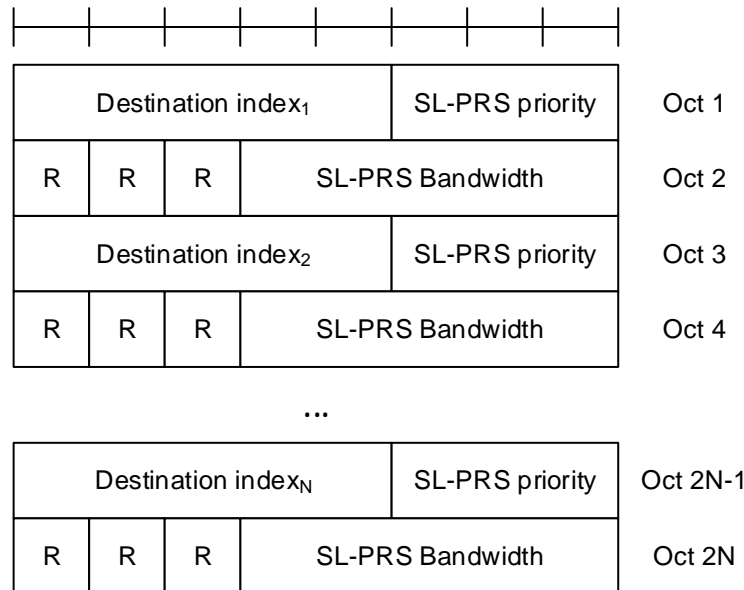 Destination index₁ SL-PRS priority Oct 1
R R R SL-PRS Bandwidth Oct 2
Destination index₂ SL-PRS priority Oct 3
R R R SL-PRS Bandwidth Oct 4
...
Destination indexN SL-PRS priority Oct 2N-1
R R R SL-PRS Bandwidth Oct 2N